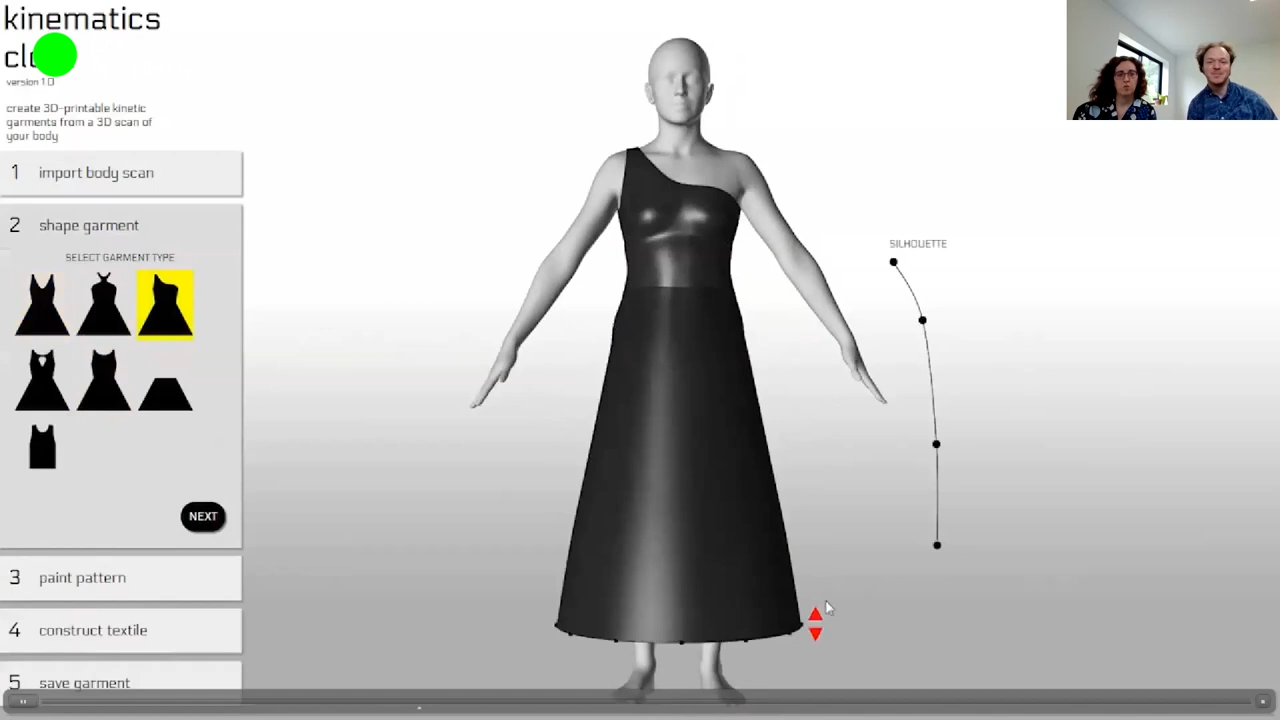 kinematics
clo
version 1.0
create 3D-printable kinetic
garments from a 3D scan of
your body
1 import body scan
2 shape garment
SELECT GARMENT TYPE
NEXT
3 paint pattern
4 construct textile
5 save garment
SILHOUETTE